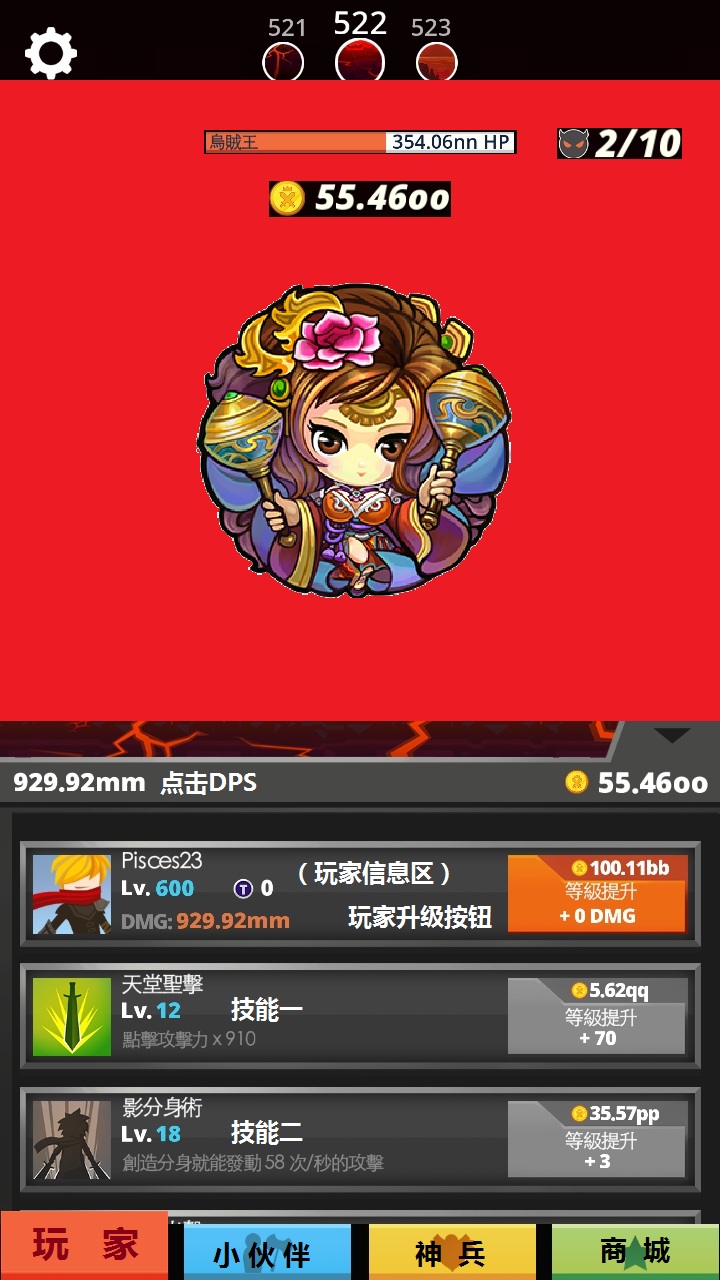 521 522 523
烏賊王 354.06nn HP
2/10
55.46oo
929.92mm 点击DPS 55.46oo
Pisces23 （玩家信息区） 100.11bb
Lv. 600 T 0 等級提升
DMG: 929.92mm 玩家升级按钮 + 0 DMG
天堂聖擊 5.62qq
Lv. 12 技能一 等級提升
點擊攻擊力 x 910 + 70
影分身術 35.57pp
Lv. 18 技能二 等級提升
創造分身就能發動 58 次/秒的攻擊 + 3
玩 家 小伙伴 神 兵 商 城